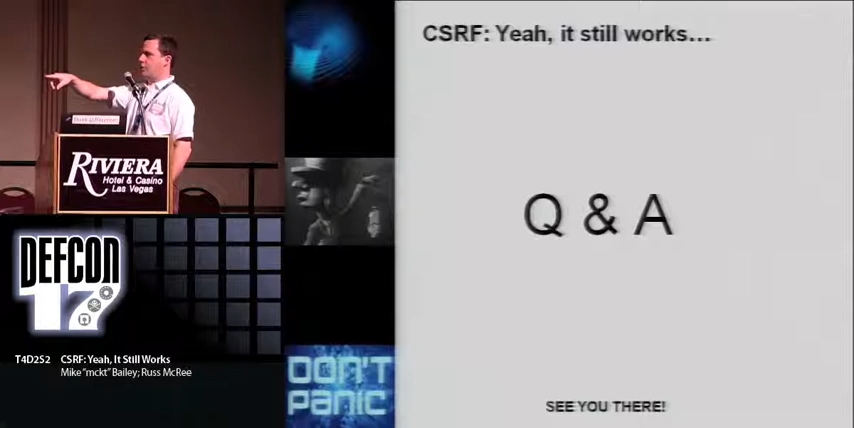 RIVIERA
Hotel & Casino
Las Vegas
DEFCON
17
T4D252 CSRF: Yeah, It Still Works
Mike "mckt" Bailey; Russ McRee
DON'T
PANIC
CSRF: Yeah, it still works...
Q & A
SEE YOU THERE!